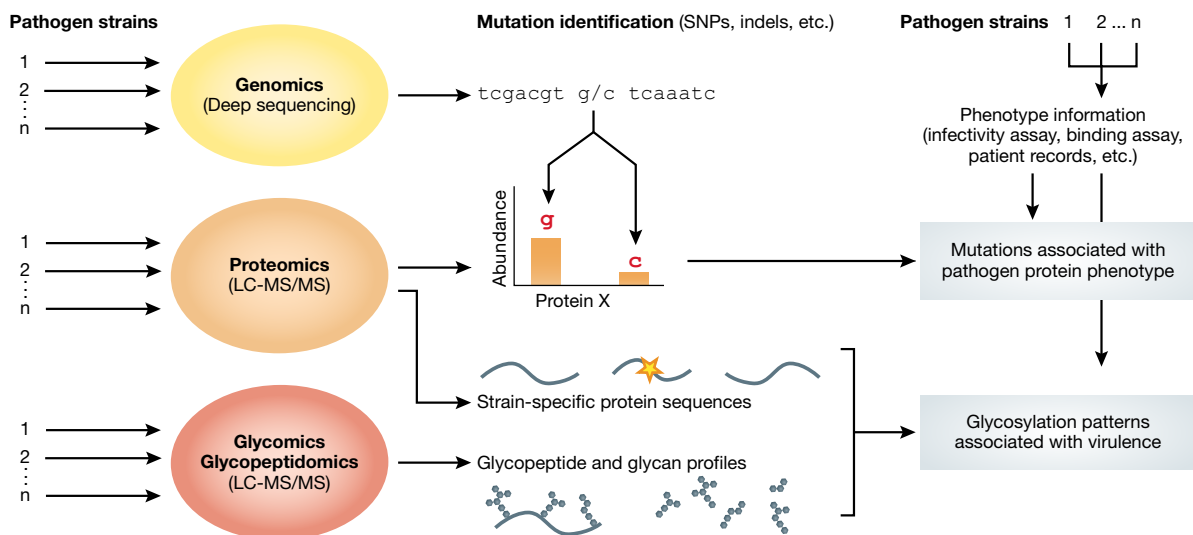 Pathogen strains
1
2
n
Genomics
(Deep sequencing)
Mutation identification (SNPs, indels, etc.)
tcgacgt g/c tcaaatc
Pathogen strains 1 2 ... n
Phenotype information
(infectivity assay, binding assay,
patient records, etc.)
1
2
n
Proteomics
(LC-MS/MS)
Abundance
g
c
Protein X
Mutations associated with
pathogen protein phenotype
Strain-specific protein sequences
1
2
n
Glycomics
Glycopeptidomics
(LC-MS/MS)
Glycopeptide and glycan profiles
Glycosylation patterns
associated with virulence